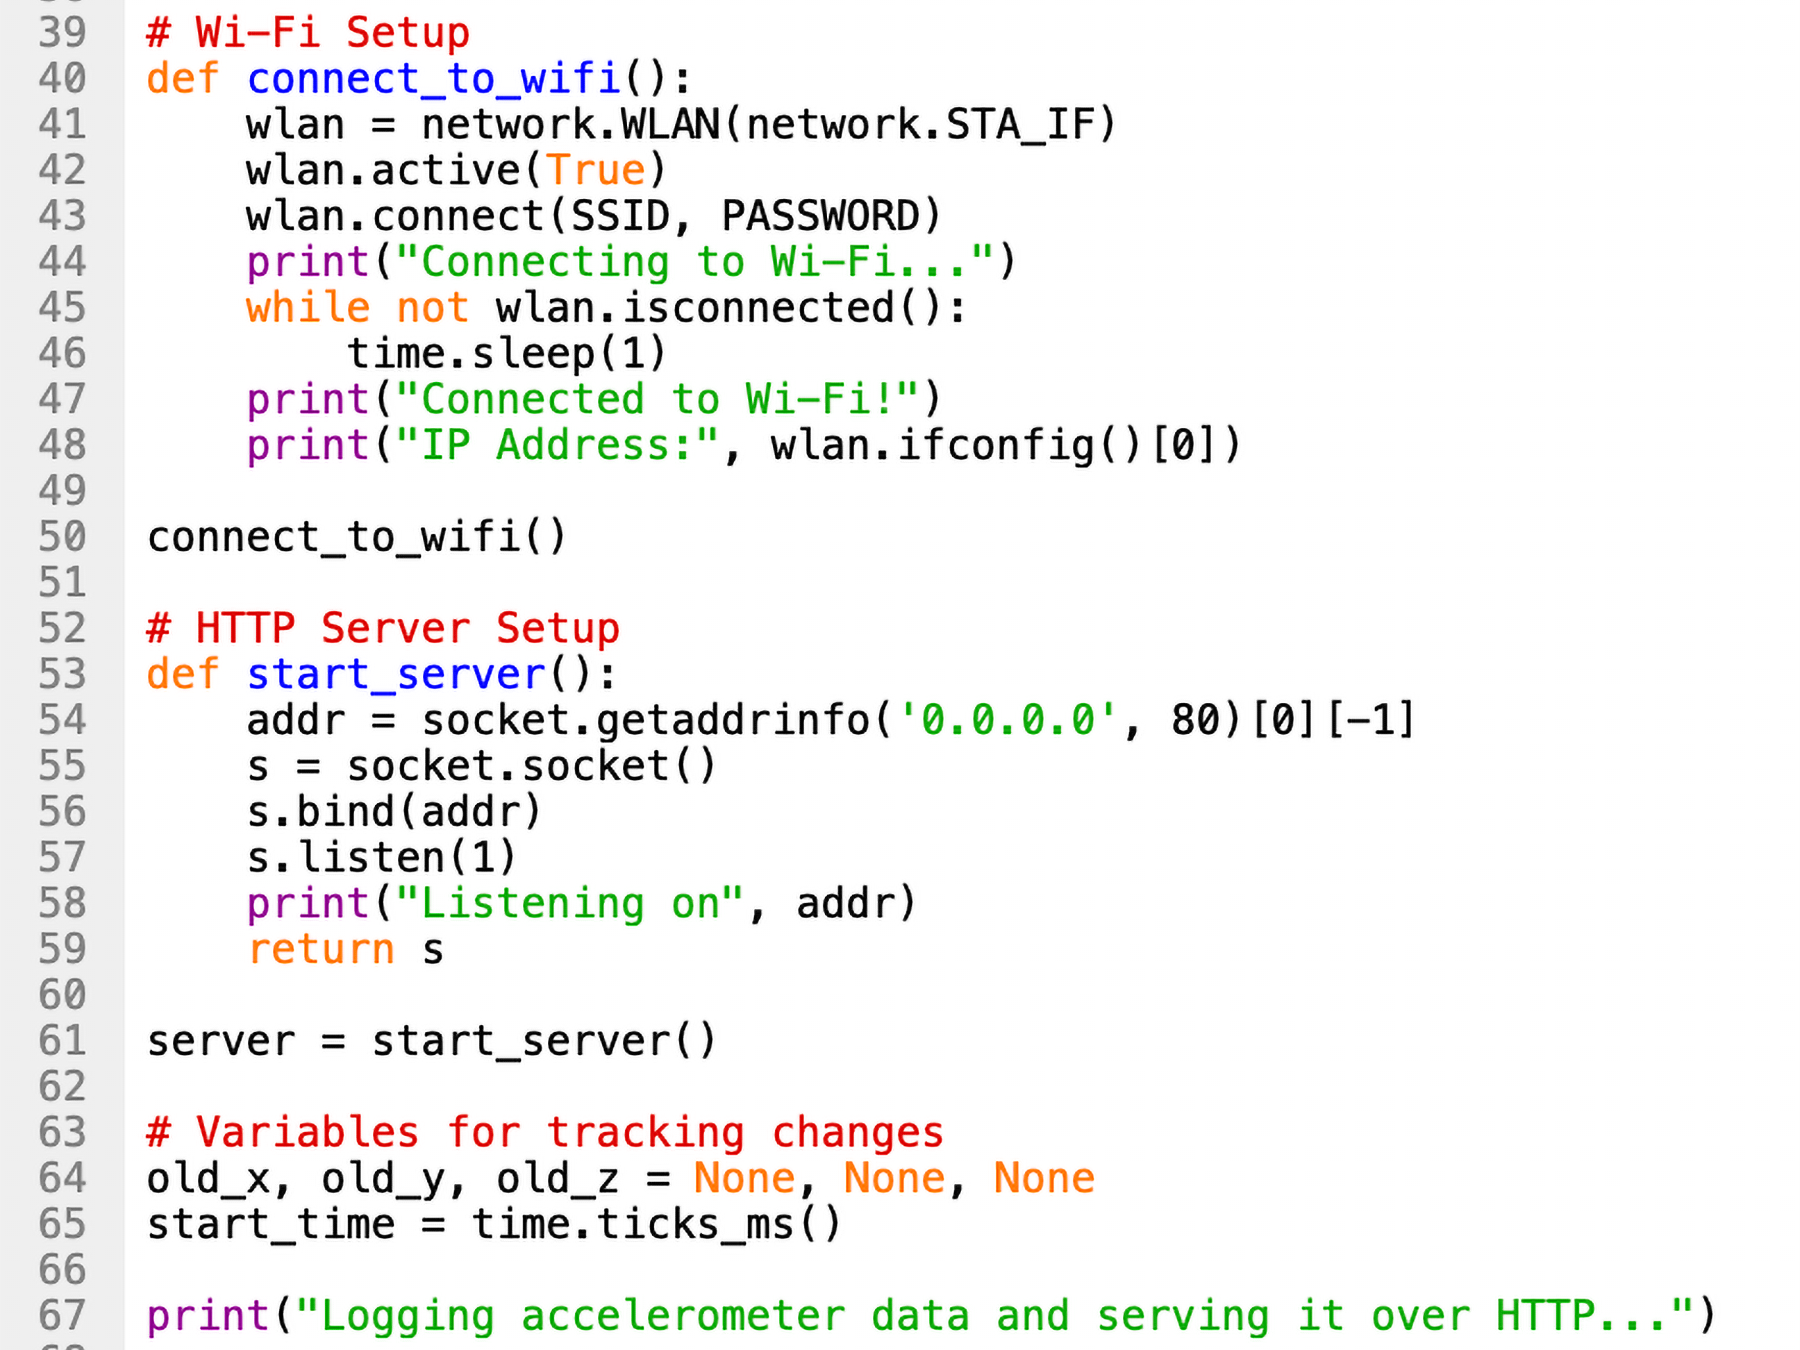 39 # Wi-Fi Setup
40 def connect_to_wifi():
41     wlan = network.WLAN(network.STA_IF)
42     wlan.active(True)
43     wlan.connect(SSID, PASSWORD)
44     print("Connecting to Wi-Fi...")
45     while not wlan.isconnected():
46         time.sleep(1)
47     print("Connected to Wi-Fi!")
48     print("IP Address:", wlan.ifconfig()[0])
49
50 connect_to_wifi()
51
52 # HTTP Server Setup
53 def start_server():
54     addr = socket.getaddrinfo('0.0.0.0', 80)[0][-1]
55     s = socket.socket()
56     s.bind(addr)
57     s.listen(1)
58     print("Listening on", addr)
59     return s
60
61 server = start_server()
62
63 # Variables for tracking changes
64 old_x, old_y, old_z = None, None, None
65 start_time = time.ticks_ms()
66
67 print("Logging accelerometer data and serving it over HTTP...")